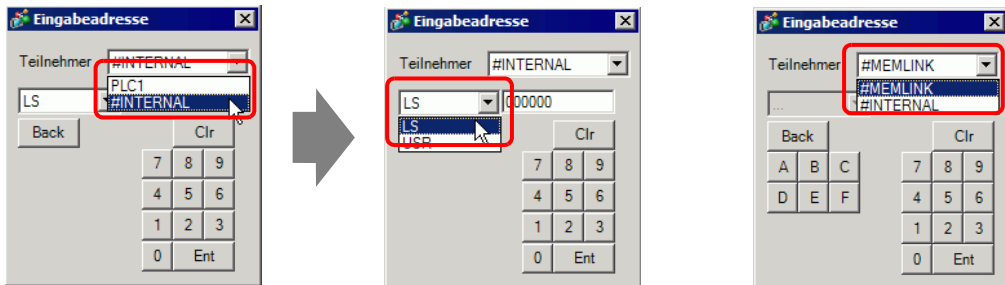 Eingabeadresse
Teilnehmer #INTERNAL
PLC1
LS #INTERNAL
Back Clr
7 8 9
4 5 6
1 2 3
0 Ent
Eingabeadresse
Teilnehmer #INTERNAL
LS 000000
LS
USR
Clr
7 8 9
4 5 6
1 2 3
0 Ent
Eingabeadresse
Teilnehmer #MEMLINK
#MEMLINK
... #INTERNAL
Back Clr
A B C 7 8 9
D E F 4 5 6
1 2 3
0 Ent